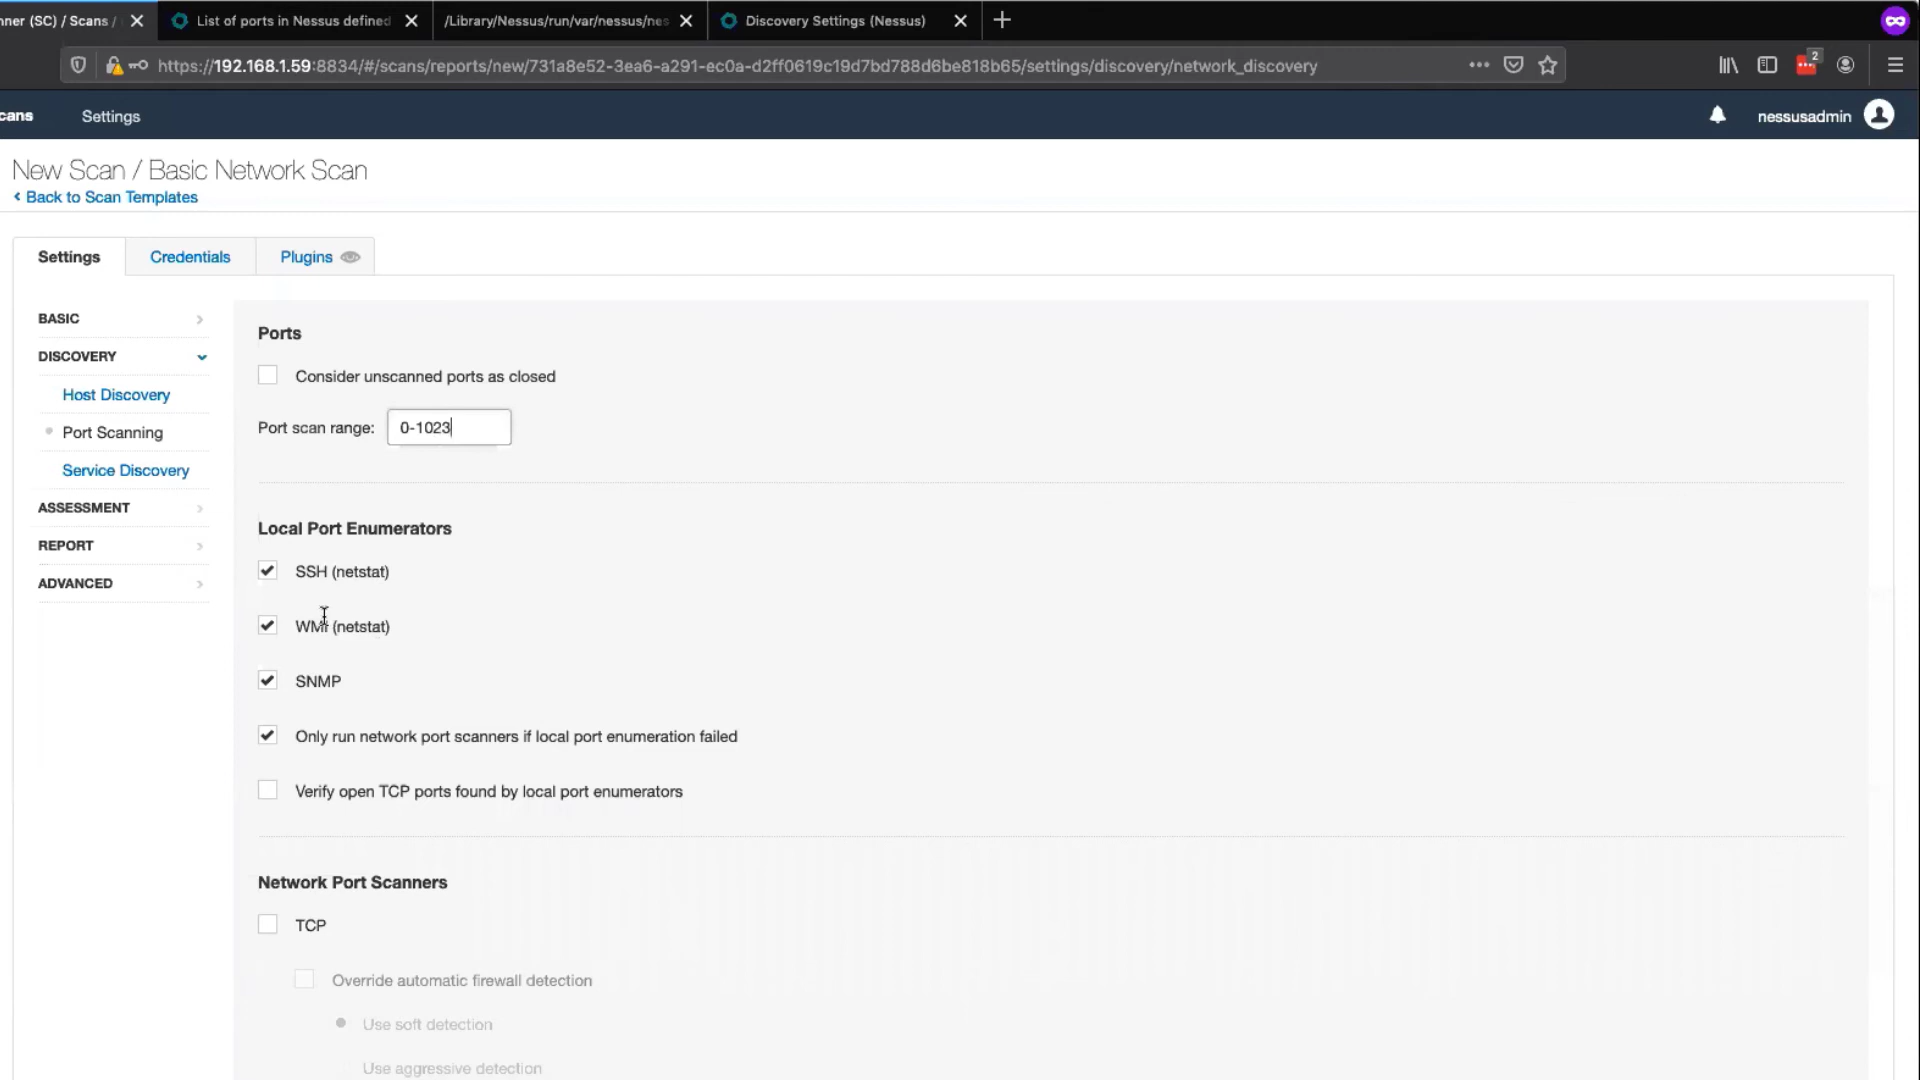 nner (SC) / Scans /
List of ports in Nessus defined
/Library/Nessus/run/var/nessus/nes
Discovery Settings (Nessus)
2
https://192.168.1.59:8834/#/scans/reports/new/731a8e52-3ea6-a291-ec0a-d2ff0619c19d7bd788d6be818b65/settings/discovery/network_discovery
cans
Settings
nessusadmin
New Scan / Basic Network Scan
Back to Scan Templates
Settings
Credentials
Plugins
BASIC
DISCOVERY
Host Discovery
Port Scanning
Service Discovery
ASSESSMENT
REPORT
ADVANCED
Ports
Consider unscanned ports as closed
Port scan range: 0-1023
Local Port Enumerators
SSH (netstat)
WMI (netstat)
SNMP
Only run network port scanners if local port enumeration failed
Verify open TCP ports found by local port enumerators
Network Port Scanners
TCP
Override automatic firewall detection
Use soft detection
Use aggressive detection